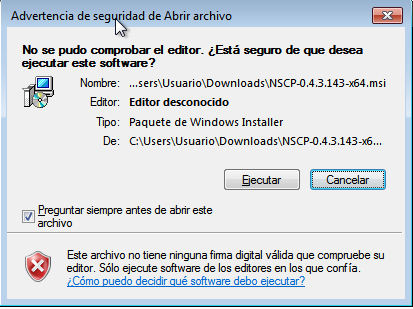 Advertencia de seguridad de Abrir archivo
No se pudo comprobar el editor. ¿Está seguro de que desea
ejecutar este software?
Nombre: ...sers\Usuario\Downloads\NSCP-0.4.3.143-x64.msi
Editor: Editor desconocido
Tipo: Paquete de Windows Installer
De: C:\Users\Usuario\Downloads\NSCP-0.4.3.143-x6...
Ejecutar Cancelar
Preguntar siempre antes de abrir este
archivo
Este archivo no tiene ninguna firma digital válida que compruebe su
editor. Sólo ejecute software de los editores en los que confía.
¿Cómo puedo decidir qué software debo ejecutar?